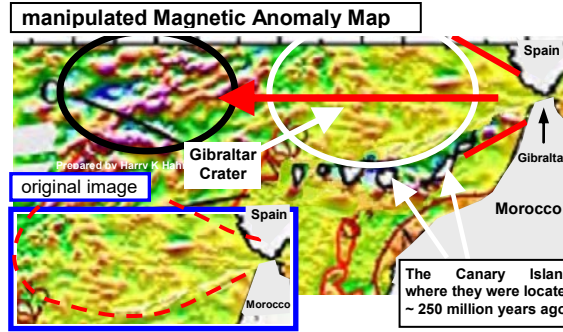 manipulated Magnetic Anomaly Map
Spain
Prepared by Harry K Hah
Gibraltar
Crater
Gibralta
original image
Morocco
Spain
Morocco
The Canary Islan
where they were locate
~ 250 million years ago